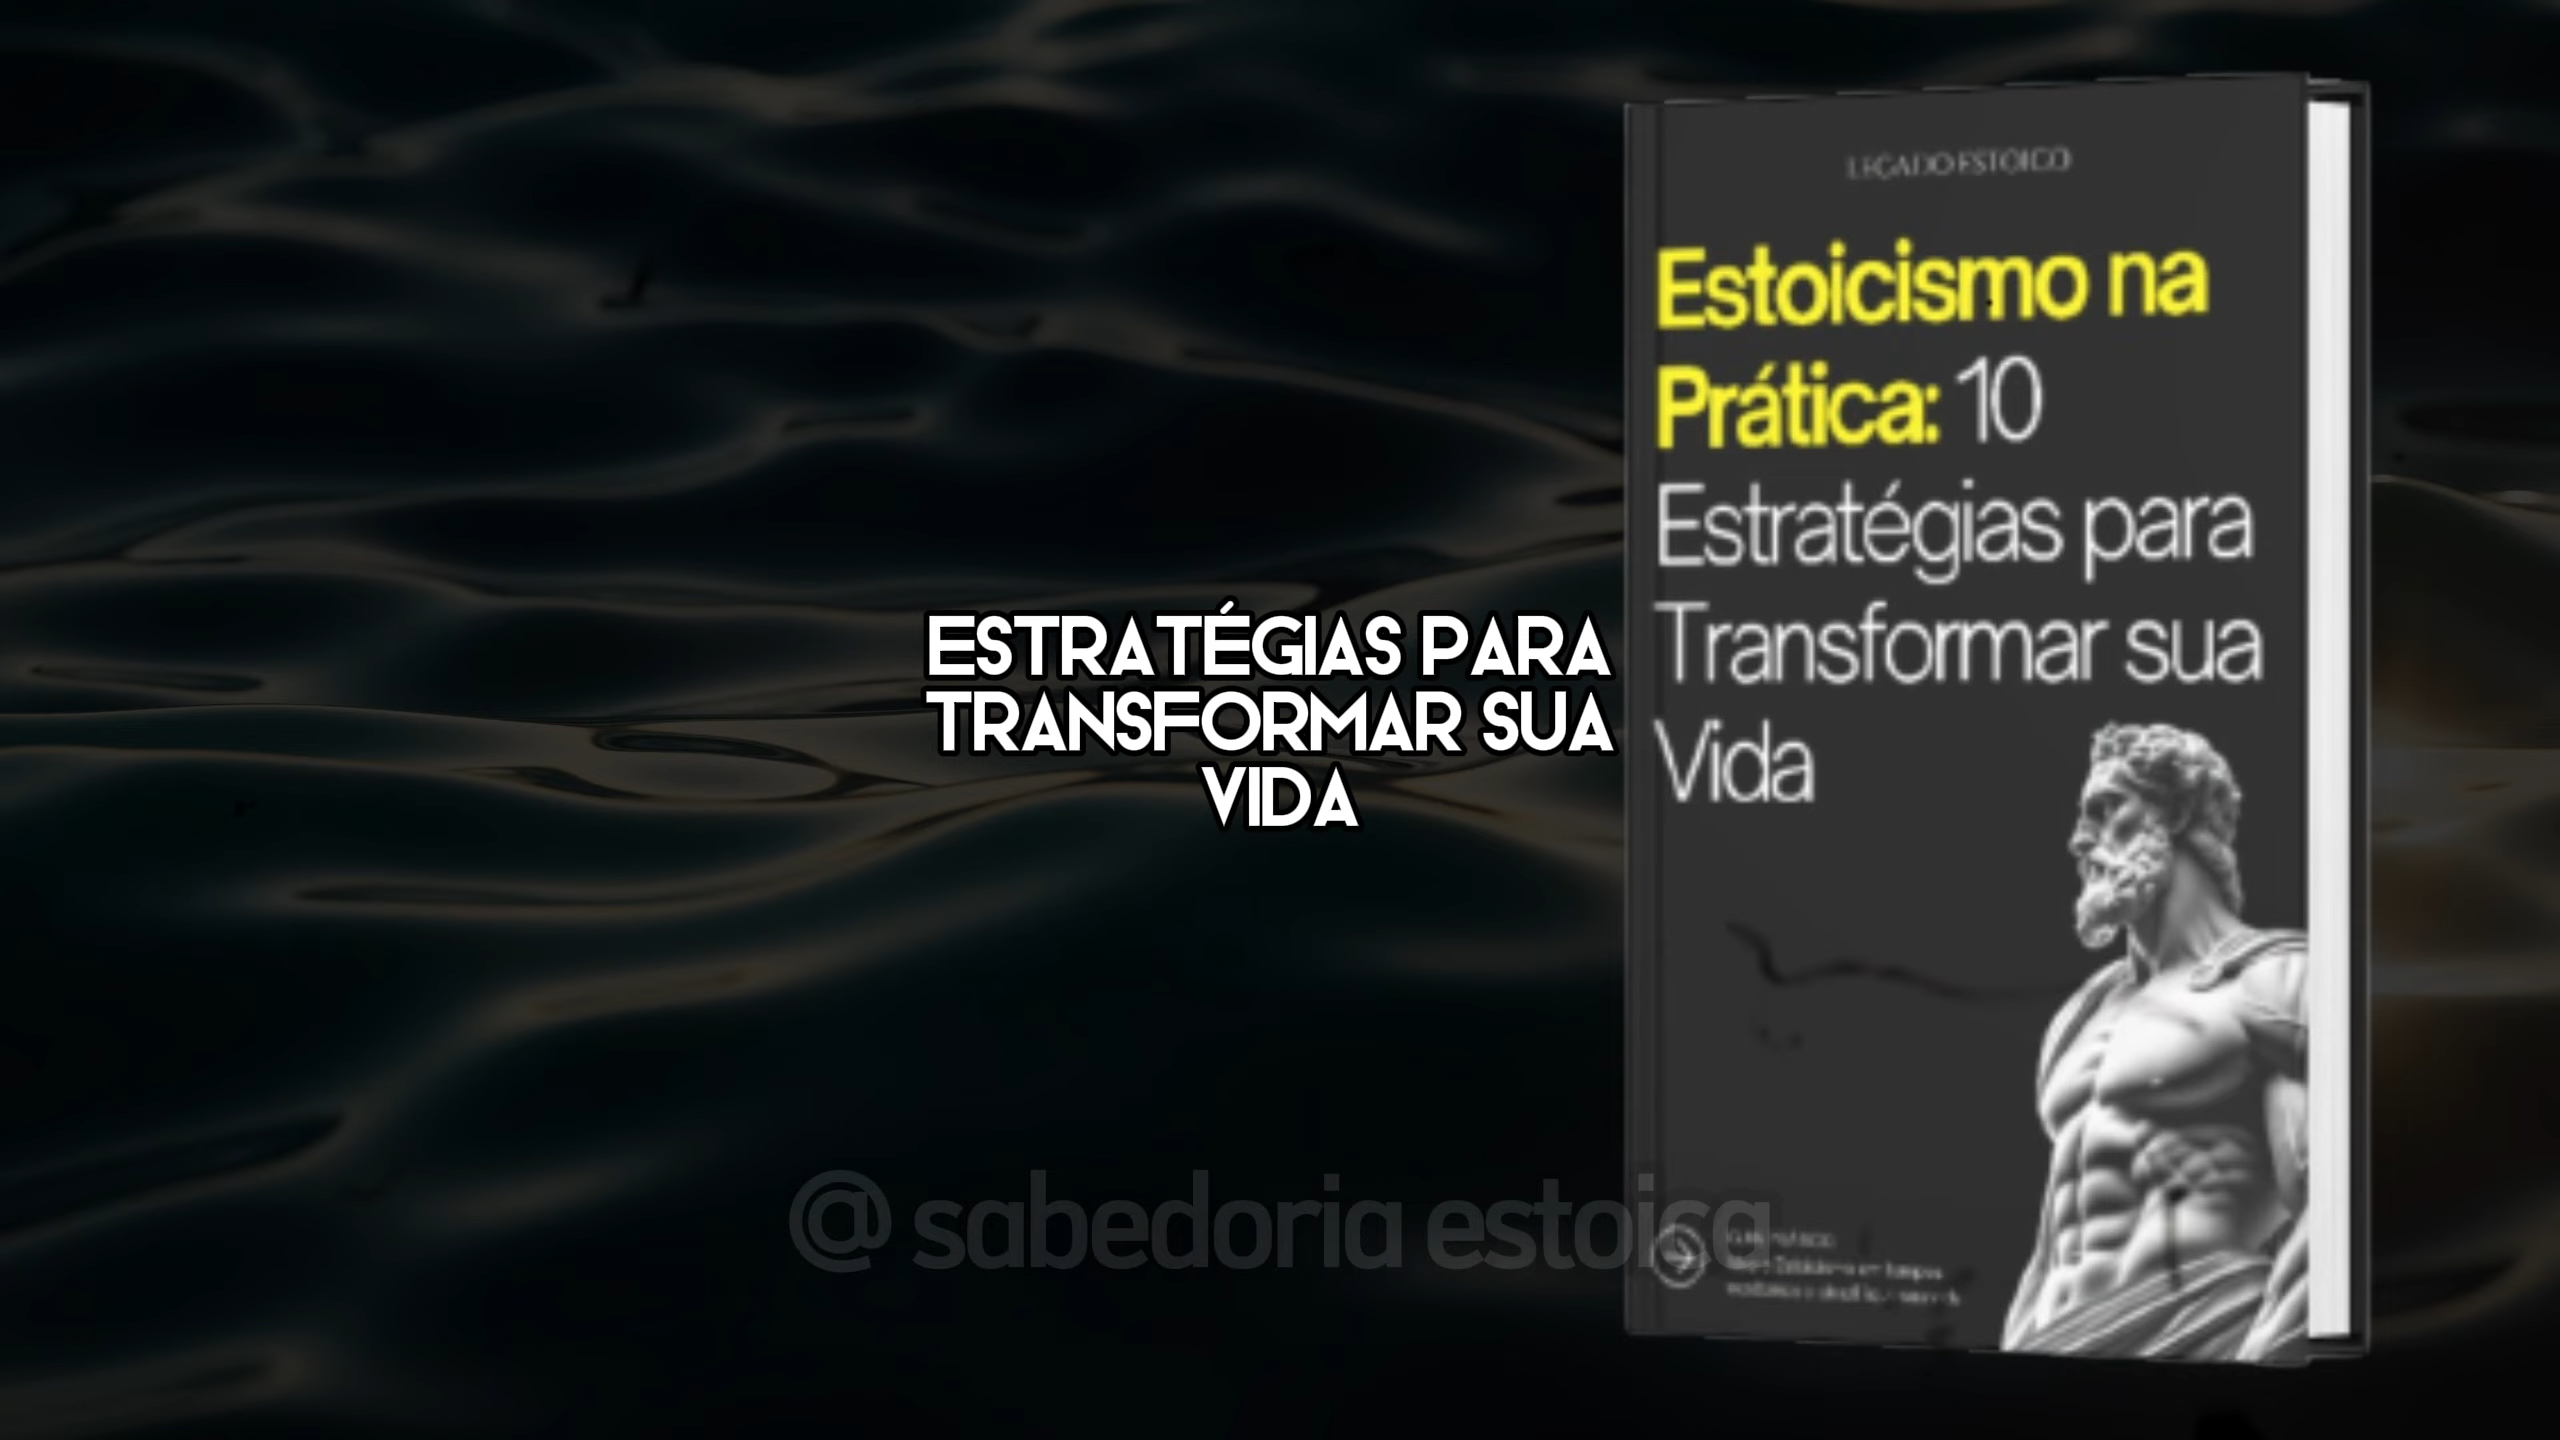 ESTRATÉGIAS PARA
TRANSFORMAR SUA
VIDA
LEGADO ESTOICO
Estoicismo na
Prática: 10
Estratégias para
Transformar sua
Vida
@ sabedoria estoica